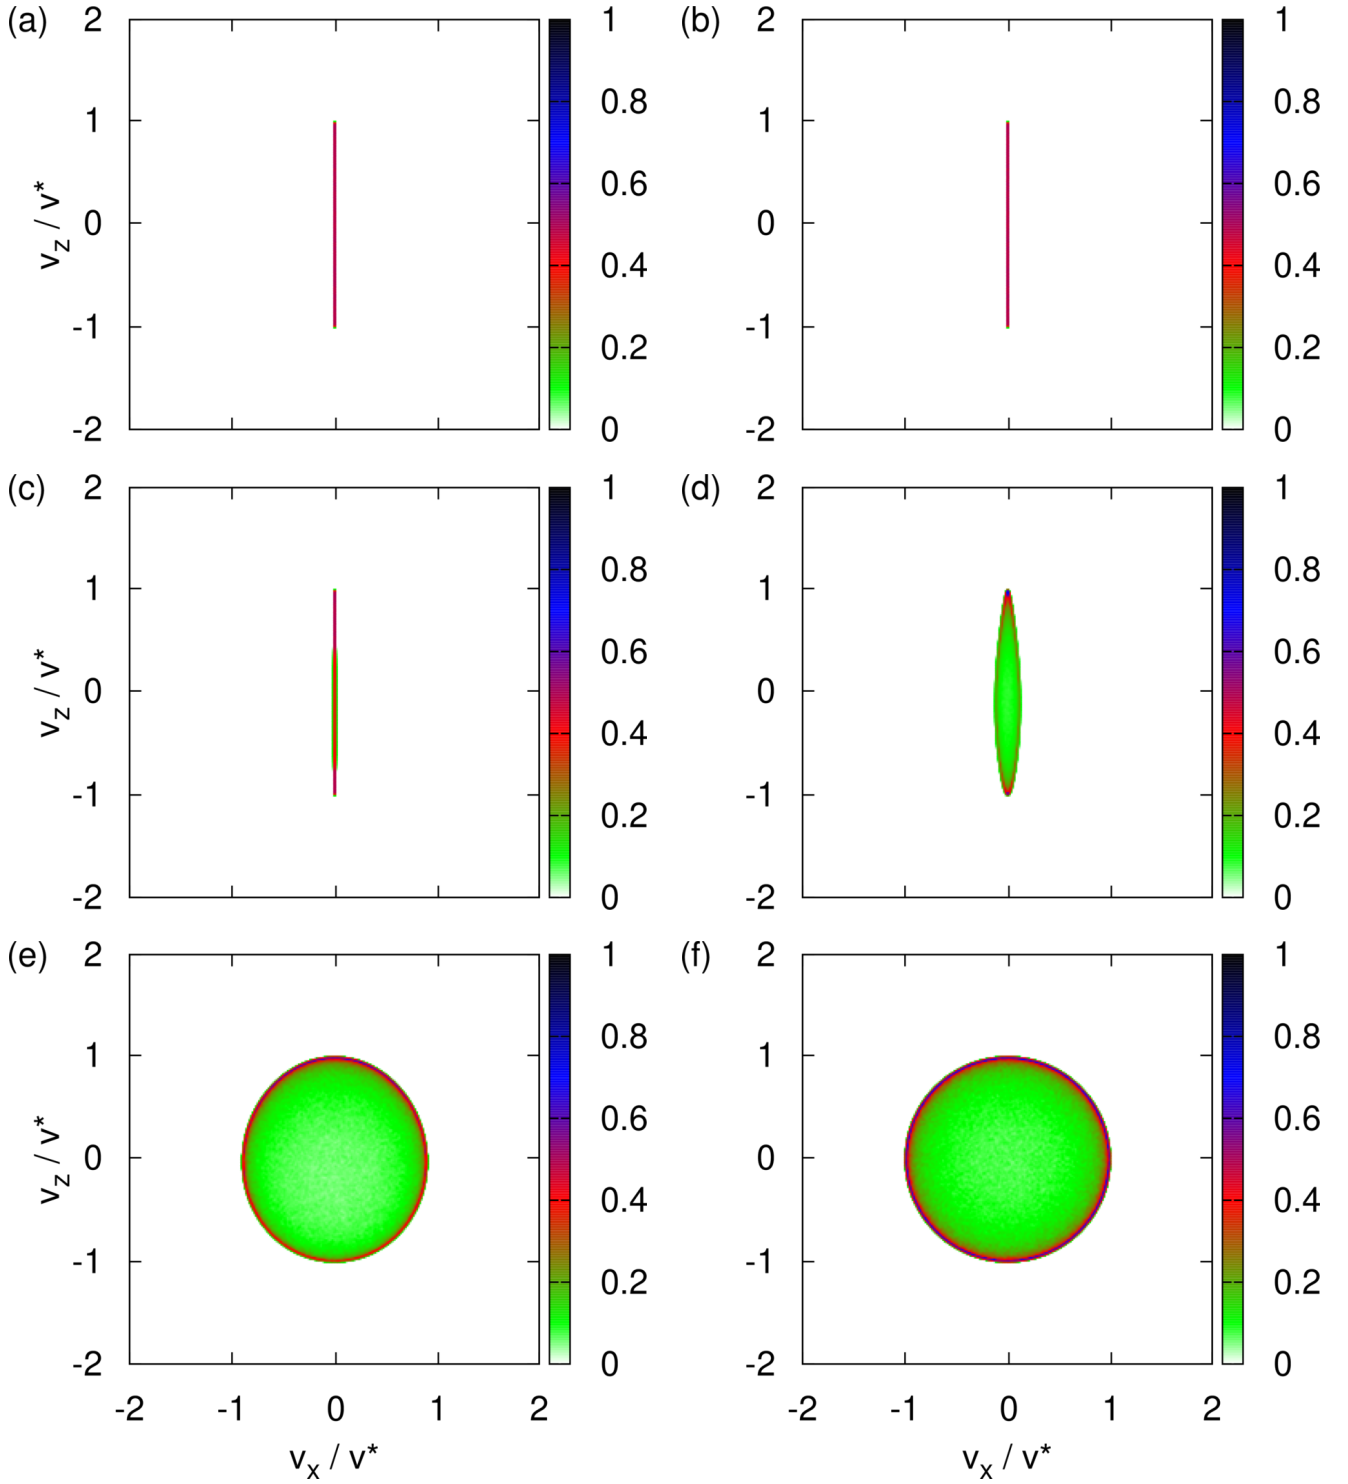 (a) 2 1 (b) 2 1
1 0.8 1 0.8
v_z / v* 0 0.6 0 0.6
0.4 0.4
-1 0.2 -1 0.2
-2 0 -2 0
(c) 2 1 (d) 2 1
1 0.8 1 0.8
v_z / v* 0 0.6 0 0.6
0.4 0.4
-1 0.2 -1 0.2
-2 0 -2 0
(e) 2 1 (f) 2 1
1 0.8 1 0.8
v_z / v* 0 0.6 0 0.6
0.4 0.4
-1 0.2 -1 0.2
-2 0 -2 0
-2 -1 0 1 2 -2 -1 0 1 2
v_x / v* v_x / v*